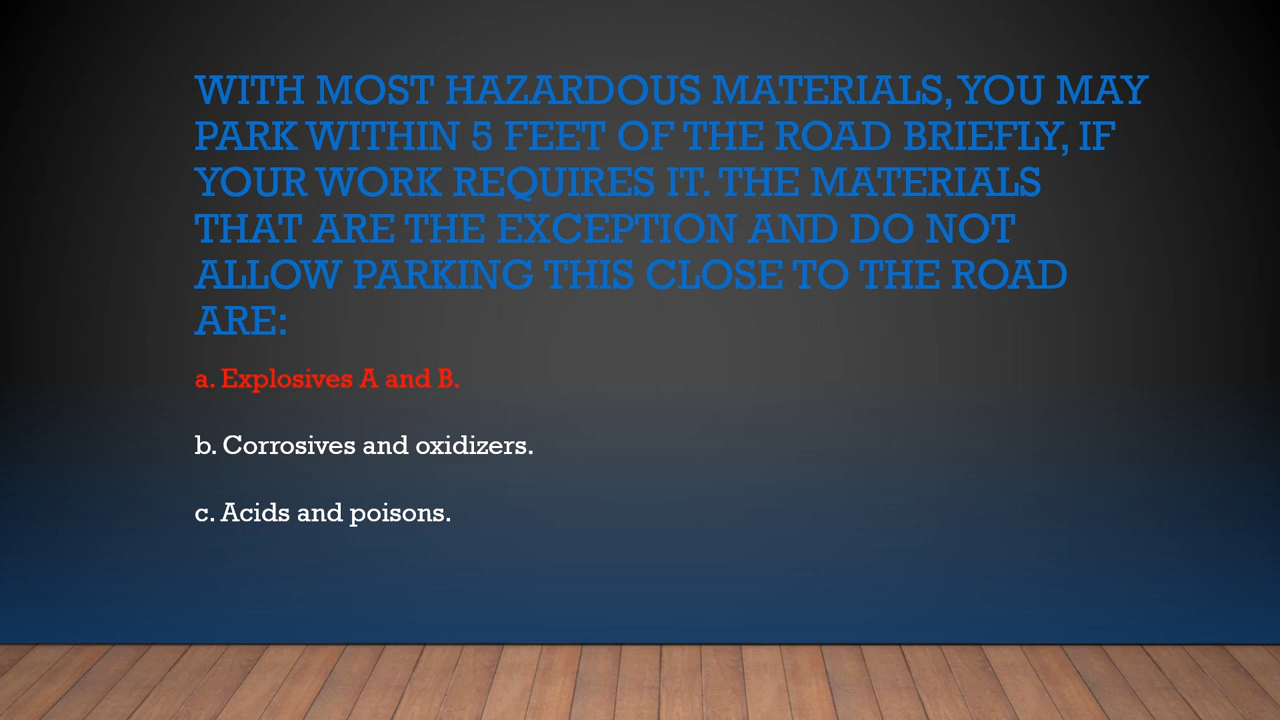 WITH MOST HAZARDOUS MATERIALS, YOU MAY
PARK WITHIN 5 FEET OF THE ROAD BRIEFLY, IF
YOUR WORK REQUIRES IT. THE MATERIALS
THAT ARE THE EXCEPTION AND DO NOT
ALLOW PARKING THIS CLOSE TO THE ROAD
ARE:
a. Explosives A and B.
b. Corrosives and oxidizers.
c. Acids and poisons.